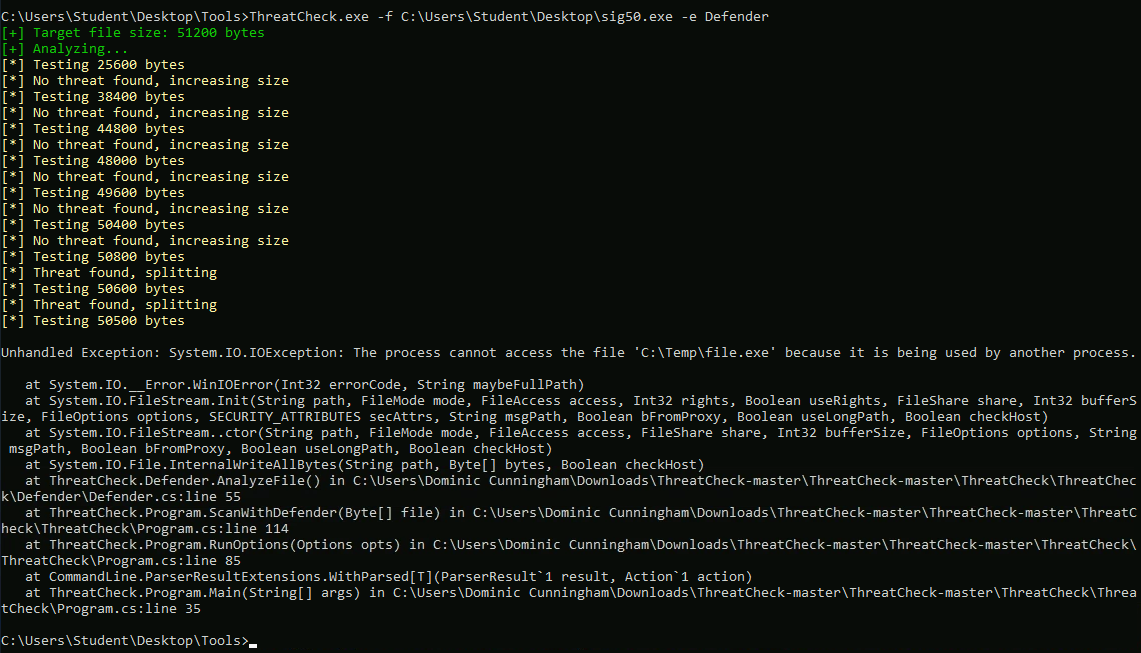 C:\Users\Student\Desktop\Tools>ThreatCheck.exe -f C:\Users\Student\Desktop\sig50.exe -e Defender
[+] Target file size: 51200 bytes
[+] Analyzing...
[*] Testing 25600 bytes
[*] No threat found, increasing size
[*] Testing 38400 bytes
[*] No threat found, increasing size
[*] Testing 44800 bytes
[*] No threat found, increasing size
[*] Testing 48000 bytes
[*] No threat found, increasing size
[*] Testing 49600 bytes
[*] No threat found, increasing size
[*] Testing 50400 bytes
[*] No threat found, increasing size
[*] Testing 50800 bytes
[*] Threat found, splitting
[*] Testing 50600 bytes
[*] Threat found, splitting
[*] Testing 50500 bytes
Unhandled Exception: System.IO.IOException: The process cannot access the file 'C:\Temp\file.exe' because it is being used by another process.
   at System.IO.__Error.WinIOError(Int32 errorCode, String maybeFullPath)
   at System.IO.FileStream.Init(String path, FileMode mode, FileAccess access, Int32 rights, Boolean useRights, FileShare share, Int32 bufferS
ize, FileOptions options, SECURITY_ATTRIBUTES secAttrs, String msgPath, Boolean bFromProxy, Boolean useLongPath, Boolean checkHost)
   at System.IO.FileStream..ctor(String path, FileMode mode, FileAccess access, FileShare share, Int32 bufferSize, FileOptions options, String
 msgPath, Boolean bFromProxy, Boolean useLongPath, Boolean checkHost)
   at System.IO.File.InternalWriteAllBytes(String path, Byte[] bytes, Boolean checkHost)
   at ThreatCheck.Defender.AnalyzeFile() in C:\Users\Dominic Cunningham\Downloads\ThreatCheck-master\ThreatCheck-master\ThreatCheck\ThreatChec
k\Defender\Defender.cs:line 55
   at ThreatCheck.Program.ScanWithDefender(Byte[] file) in C:\Users\Dominic Cunningham\Downloads\ThreatCheck-master\ThreatCheck-master\ThreatC
heck\ThreatCheck\Program.cs:line 114
   at ThreatCheck.Program.RunOptions(Options opts) in C:\Users\Dominic Cunningham\Downloads\ThreatCheck-master\ThreatCheck-master\ThreatCheck\
ThreatCheck\Program.cs:line 85
   at CommandLine.ParserResultExtensions.WithParsed[T](ParserResult`1 result, Action`1 action)
   at ThreatCheck.Program.Main(String[] args) in C:\Users\Dominic Cunningham\Downloads\ThreatCheck-master\ThreatCheck-master\ThreatCheck\Threa
tCheck\Program.cs:line 35
C:\Users\Student\Desktop\Tools>